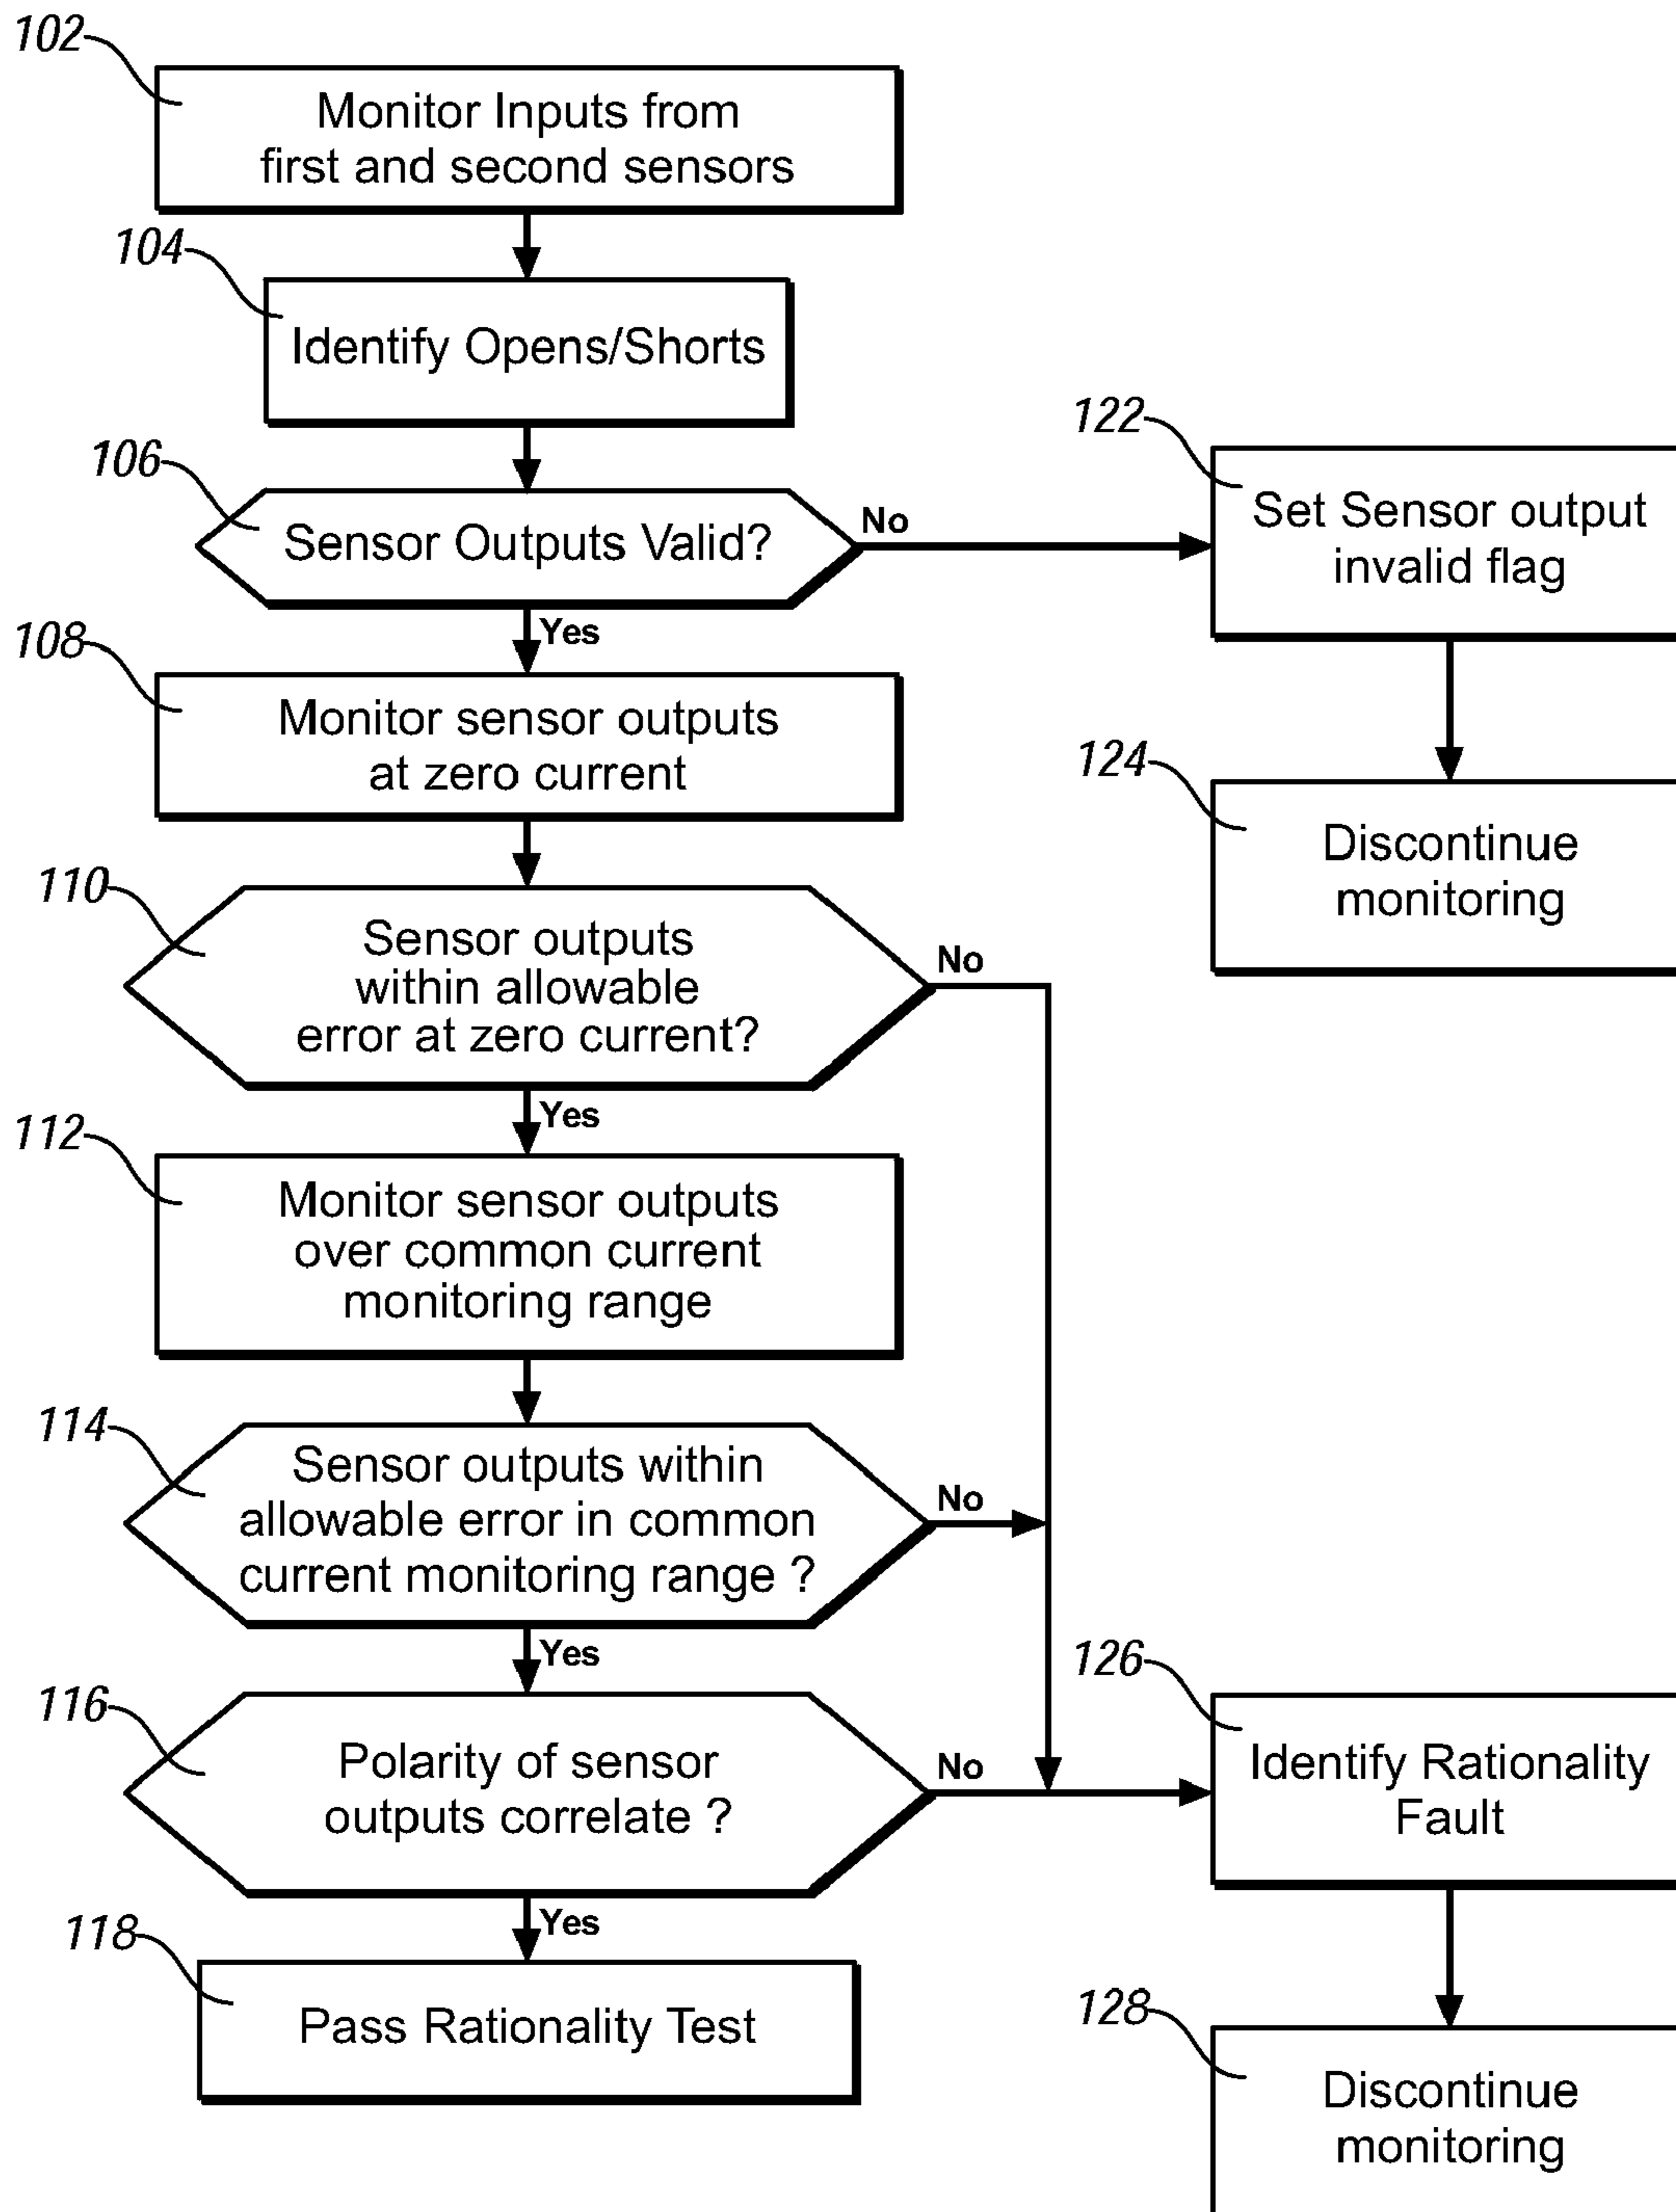 102
Monitor Inputs from
first and second sensors
104
Identify Opens/Shorts
106
Sensor Outputs Valid?
No
Yes
122
Set Sensor output
invalid flag
124
Discontinue
monitoring
108
Monitor sensor outputs
at zero current
110
Sensor outputs
within allowable
error at zero current?
No
Yes
112
Monitor sensor outputs
over common current
monitoring range
114
Sensor outputs within
allowable error in common
current monitoring range ?
No
Yes
116
Polarity of sensor
outputs correlate ?
No
Yes
126
Identify Rationality
Fault
118
Pass Rationality Test
128
Discontinue
monitoring